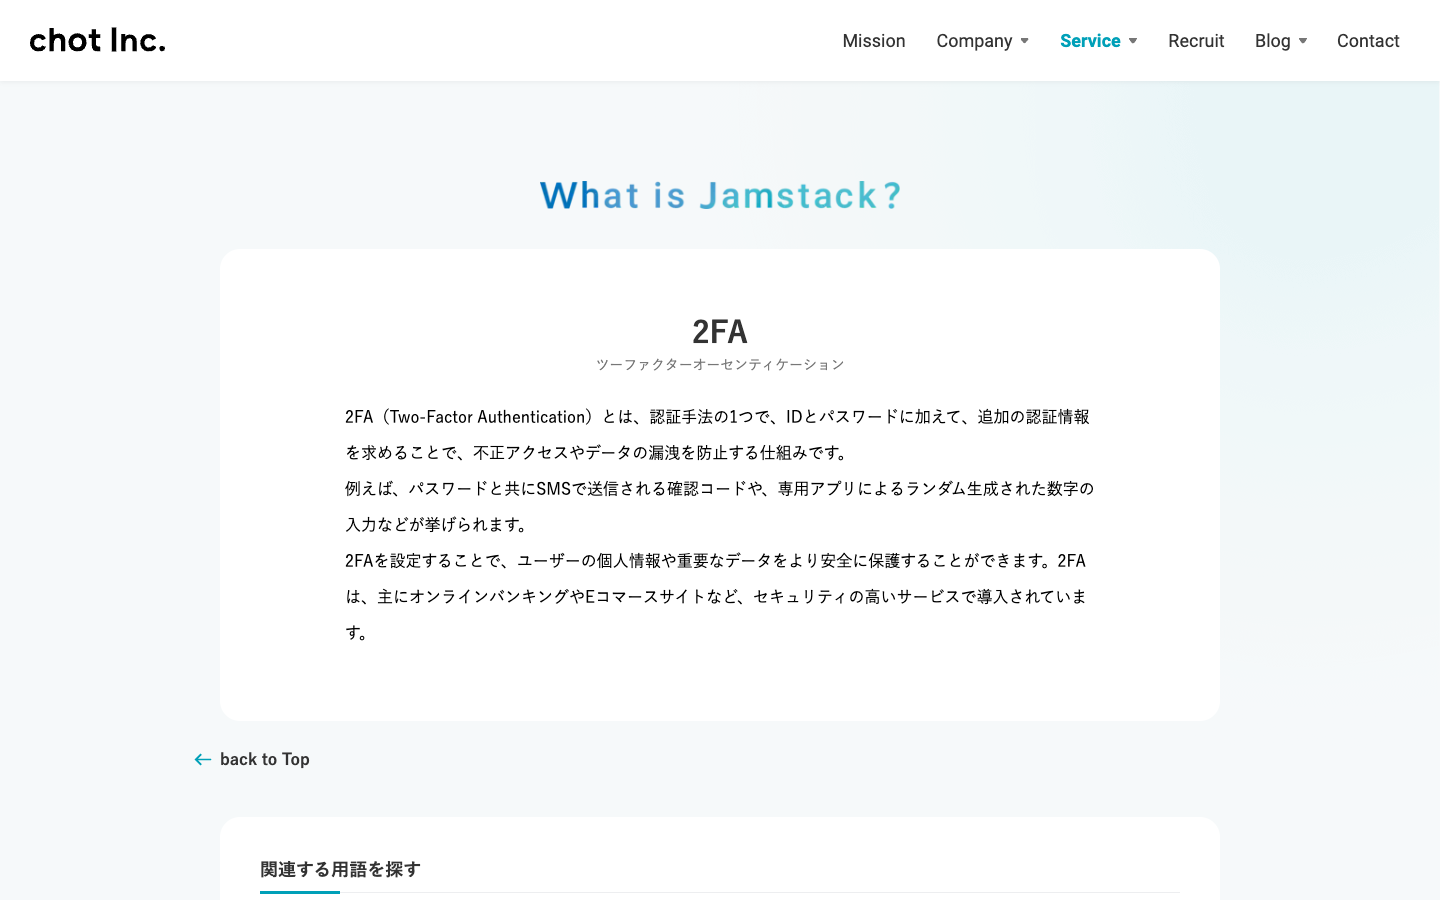 chot Inc.
Mission
Company
Service
Recruit
Blog
Contact
What is Jamstack?
2FA
ツーファクターオーセンティケーション
2FA（Two-Factor Authentication）とは、認証手法の1つで、IDとパスワードに加えて、追加の認証情報
を求めることで、不正アクセスやデータの漏洩を防止する仕組みです。
例えば、パスワードと共にSMSで送信される確認コードや、専用アプリによるランダム生成された数字の
入力などが挙げられます。
2FAを設定することで、ユーザーの個人情報や重要なデータをより安全に保護することができます。2FA
は、主にオンラインバンキングやEコマースサイトなど、セキュリティの高いサービスで導入されていま
す。
back to Top
関連する用語を探す